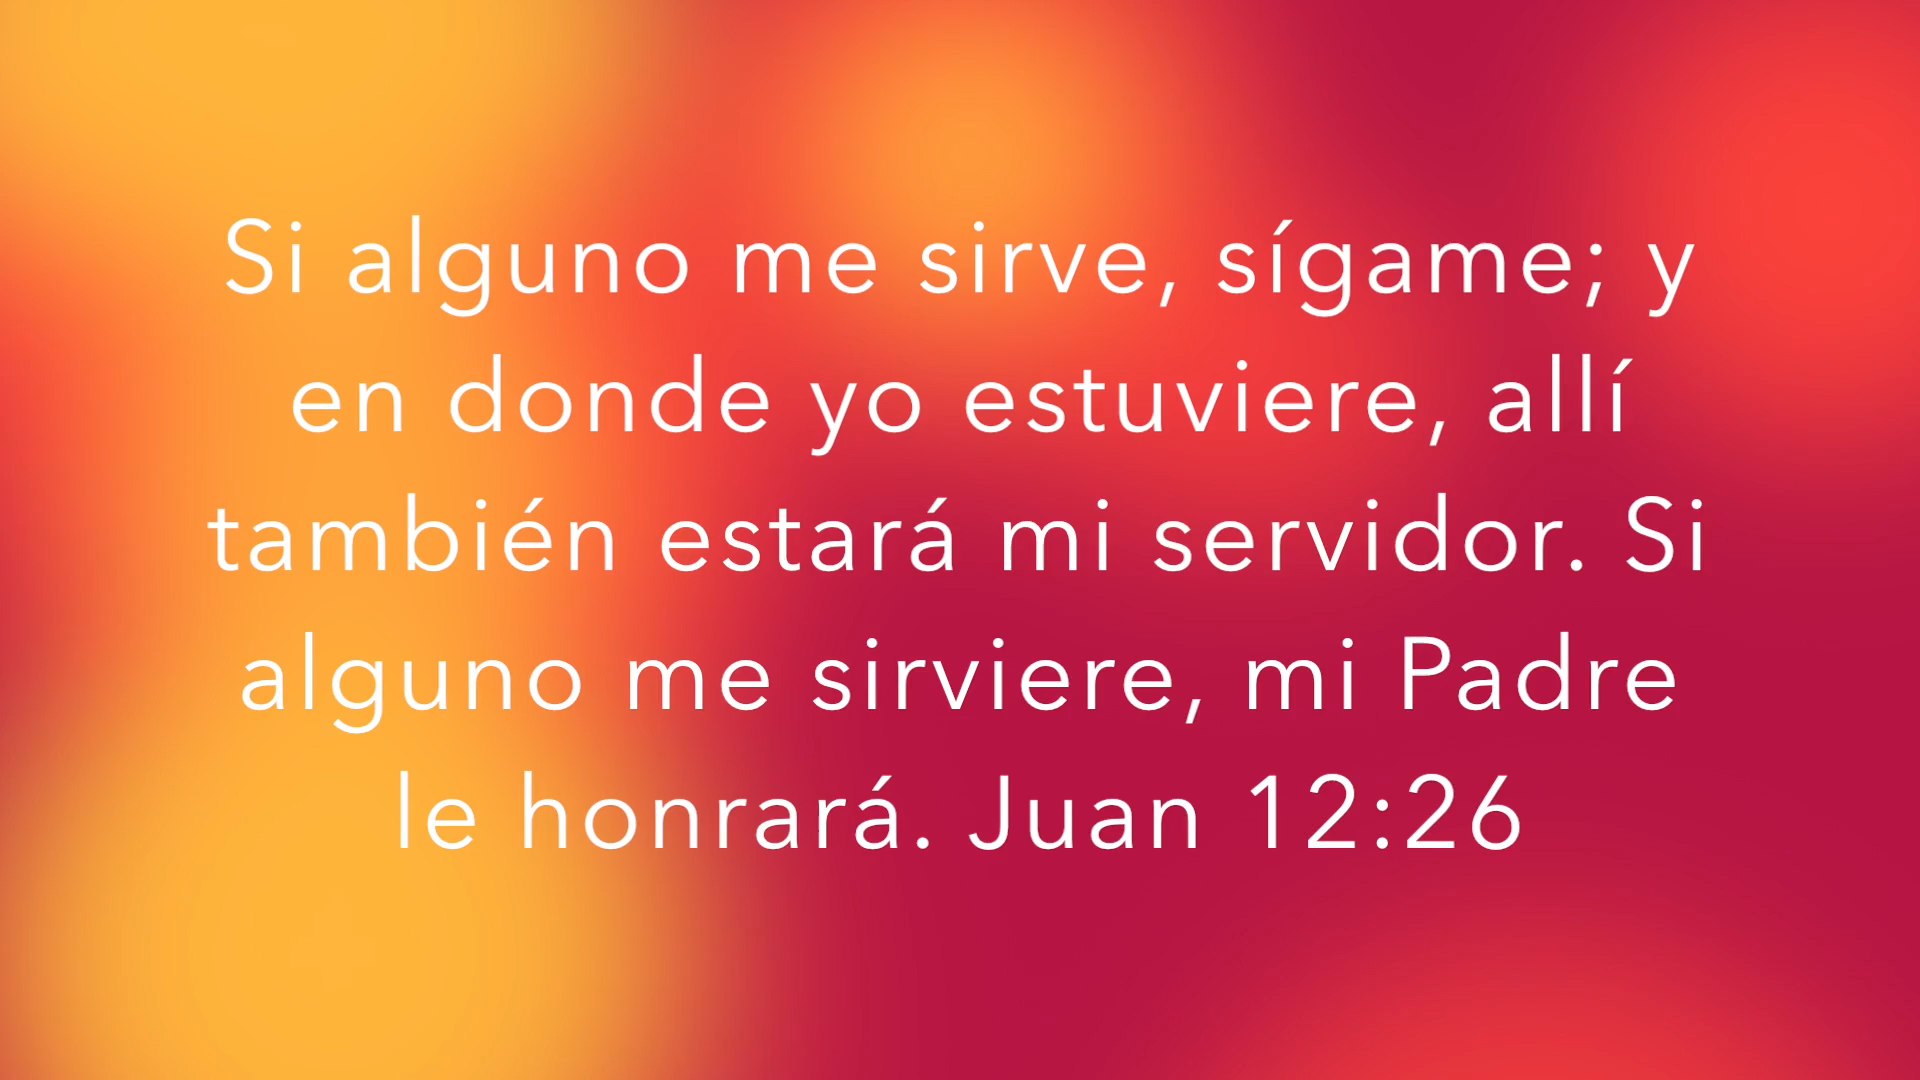 Si alguno me sirve, sígame; y
en donde yo estuviere, allí
también estará mi servidor. Si
alguno me sirviere, mi Padre
le honrará. Juan 12:26